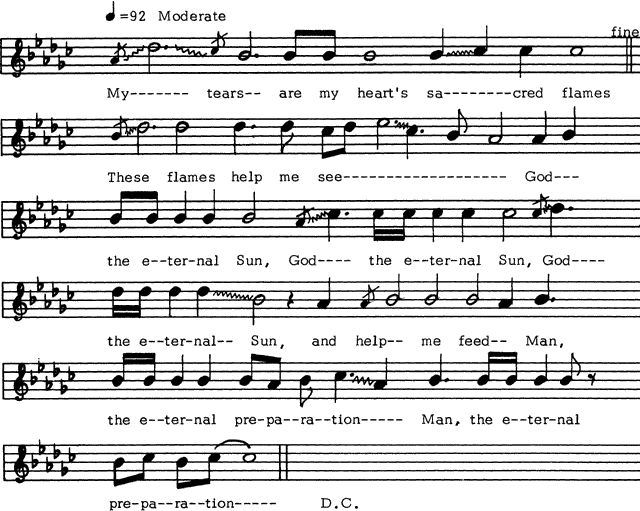 ♩=92 Moderate
fine
My------- tears-- are my heart's sa--------cred flames
These flames help me see------------------ God---
the e--ter-nal Sun, God---- the e--ter-nal Sun, God----
the e--ter-nal-- Sun, and help-- me feed-- Man,
the e--ter-nal pre-pa--ra--tion----- Man, the e--ter-nal
pre-pa--ra--tion----- D.C.